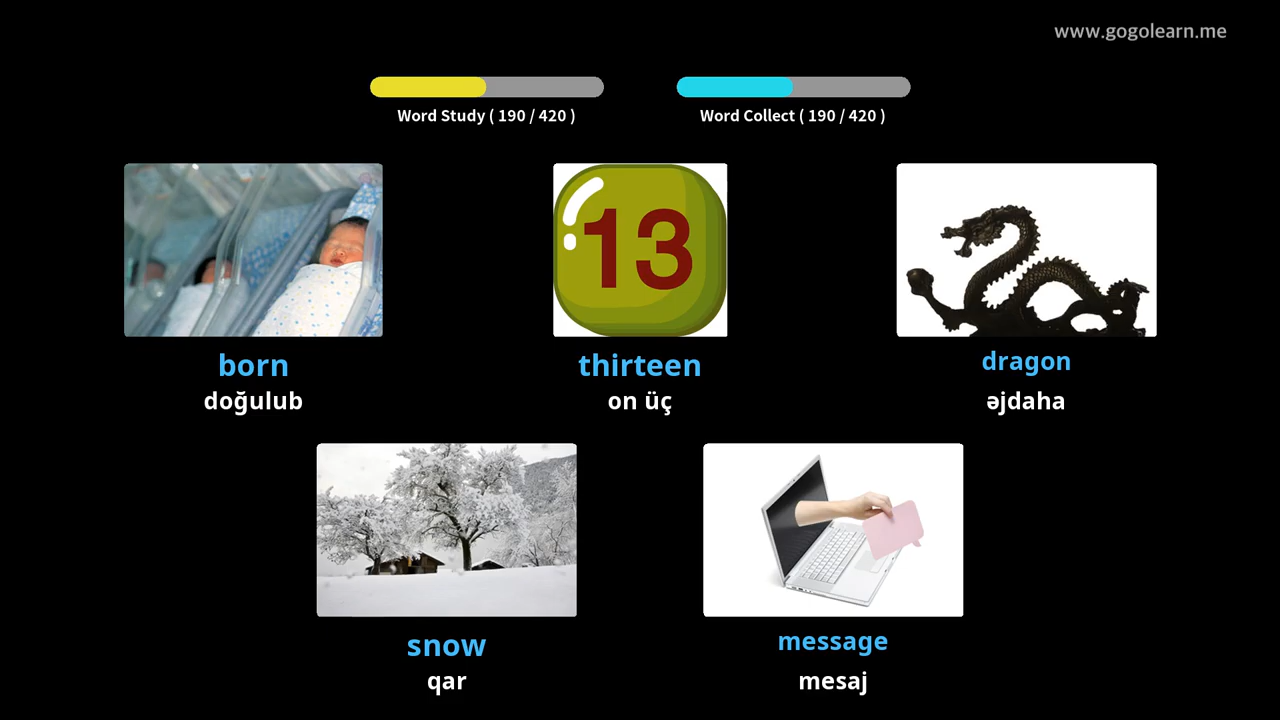 www.gogolearn.me
Word Study ( 190 / 420 )
Word Collect ( 190 / 420 )
13
born
doğulub
thirteen
on üç
dragon
əjdaha
snow
qar
message
mesaj